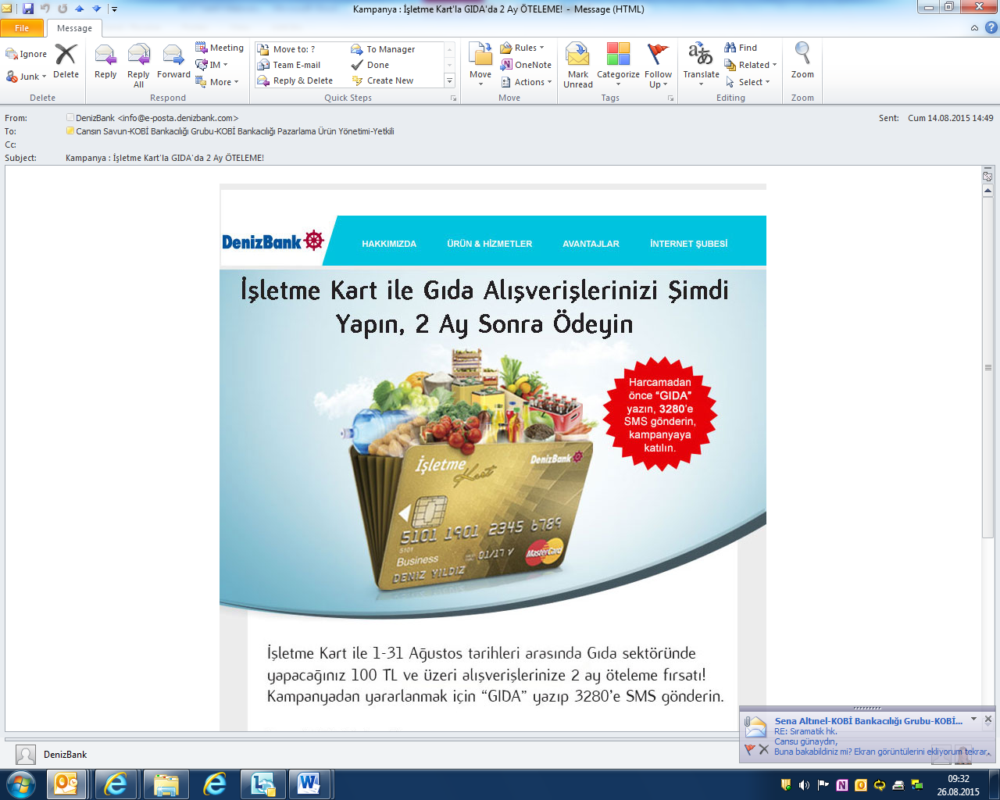 Kampanya : İşletme Kart'la GIDA'da 2 Ay ÖTELEME! - Message (HTML)
File
Message
Ignore
Junk
Delete
Delete
Reply
Reply All
Forward
Meeting
IM
More
Respond
Move to: ?
Team E-mail
Reply & Delete
To Manager
Done
Create New
Quick Steps
Move
Rules
OneNote
Actions
Move
Mark Unread
Categorize
Follow Up
Tags
Translate
Find
Related
Select
Editing
Zoom
Zoom
From: DenizBank <info@e-posta.denizbank.com>
Sent: Cum 14.08.2015 14:49
To: Cansın Savun-KOBİ Bankacılığı Grubu-KOBİ Bankacılığı Pazarlama Ürün Yönetimi-Yetkili
Cc:
Subject: Kampanya : İşletme Kart'la GIDA'da 2 Ay ÖTELEME!
DenizBank
HAKKIMIZDA
ÜRÜN & HİZMETLER
AVANTAJLAR
İNTERNET ŞUBESİ
İşletme Kart ile Gıda Alışverişlerinizi Şimdi
Yapın, 2 Ay Sonra Ödeyin
Harcamadan
önce “GIDA”
yazın, 3280'e
SMS gönderin,
kampanyaya
katılın.
İşletme
Kart
DenizBank
5101 1901 2345 6789
5101
Business
01/17 V
MasterCard
DENİZ YILDIZ
İşletme Kart ile 1-31 Ağustos tarihleri arasında Gıda sektöründe
yapacağınız 100 TL ve üzeri alışverişlerinize 2 ay öteleme fırsatı!
Kampanyadan yararlanmak için “GIDA” yazıp 3280’e SMS gönderin.
Sena Altınel-KOBİ Bankacılığı Grubu-KOBİ...
RE: Sıramatik hk.
Cansu günaydın,
Buna bakabildiniz mi? Ekran görüntülerini ekliyorum tekrar.
DenizBank
09:32
26.08.2015